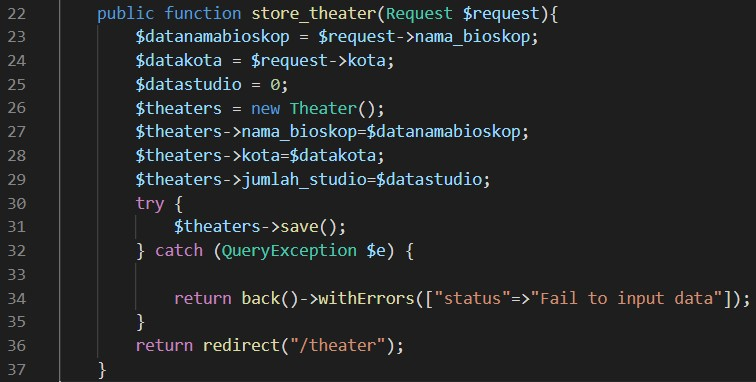 22 public function store_theater(Request $request){
23 $datanamabioskop = $request->nama_bioskop;
24 $datakota = $request->kota;
25 $datastudio = 0;
26 $theaters = new Theater();
27 $theaters->nama_bioskop=$datanamabioskop;
28 $theaters->kota=$datakota;
29 $theaters->jumlah_studio=$datastudio;
30 try {
31 $theaters->save();
32 } catch (QueryException $e) {
33
34 return back()->withErrors(["status"=>"Fail to input data"]);
35 }
36 return redirect("/theater");
37 }